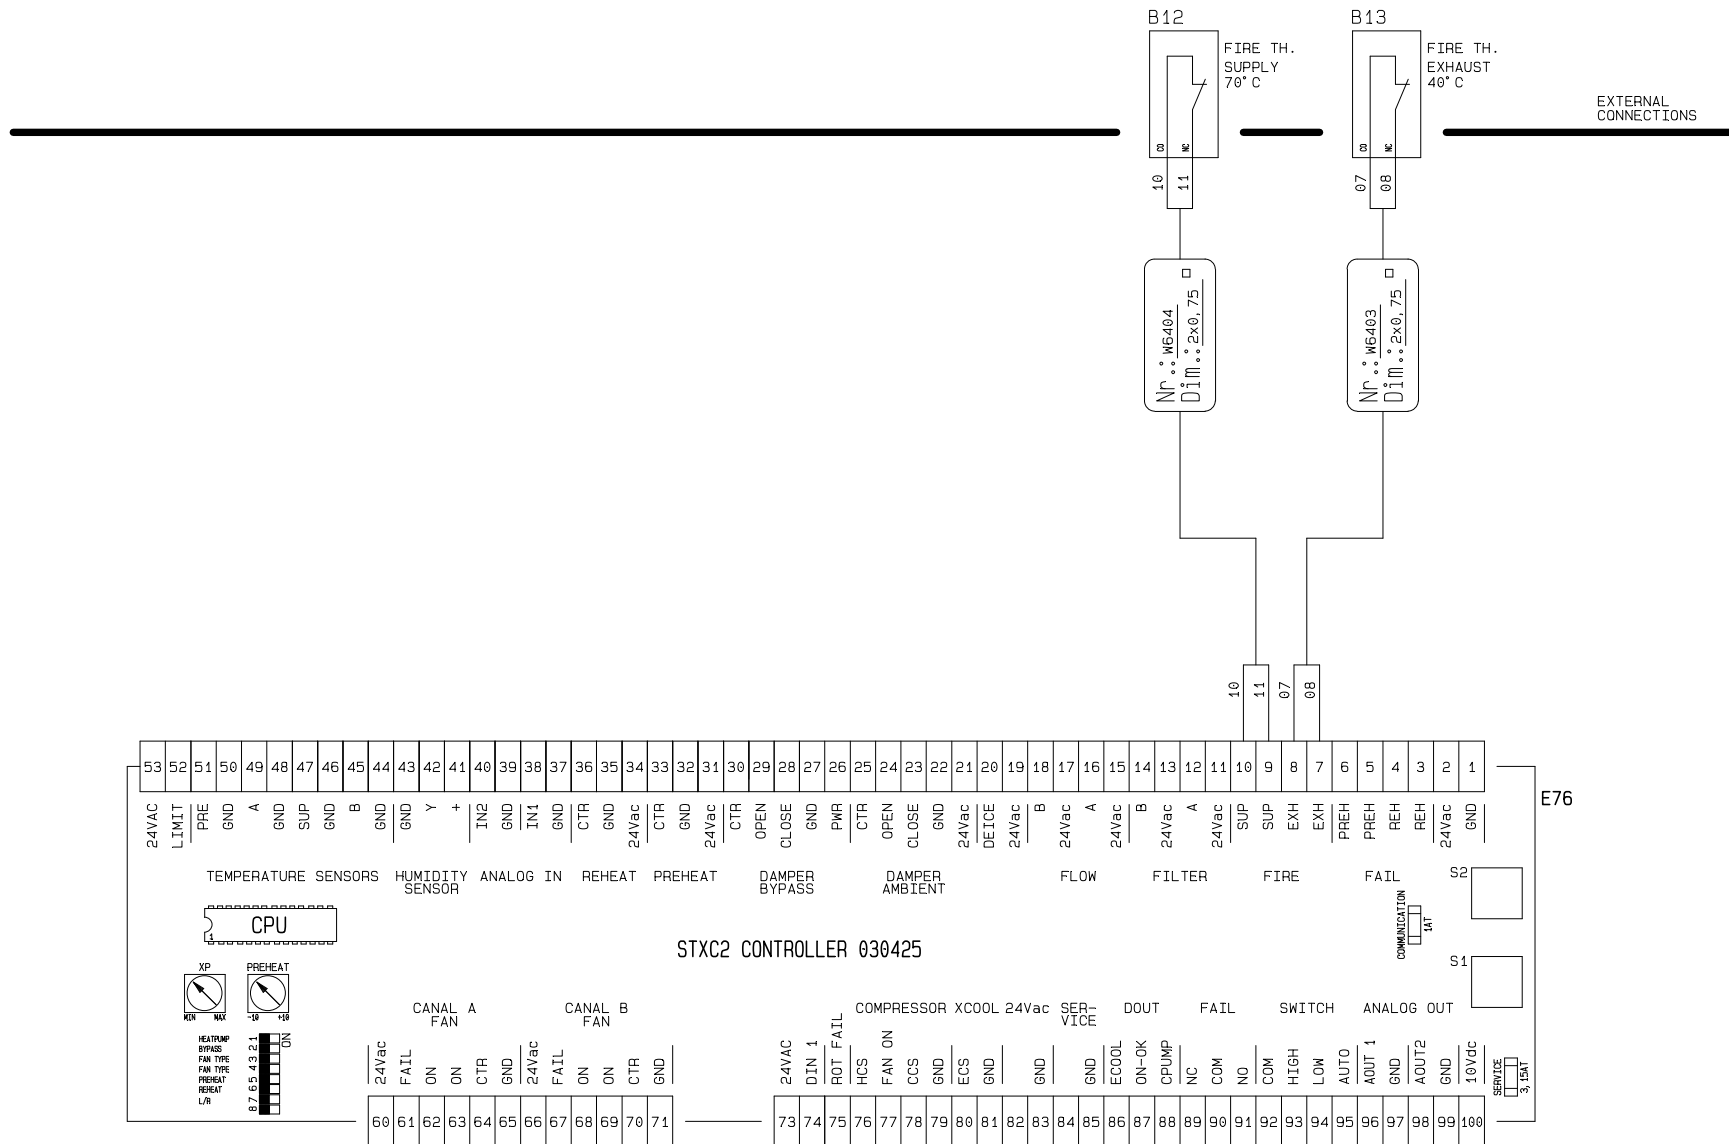 B12
FIRE TH.
SUPPLY
70°C
CO
NC
10
11
B13
FIRE TH.
EXHAUST
40°C
CO
NC
07
08
EXTERNAL
CONNECTIONS
Nr.: W6404
Dim.: 2x0,75
Nr.: W6403
Dim.: 2x0,75
10
11
07
08
53 52 51 50 49 48 47 46 45 44 43 42 41 40 39 38 37 36 35 34 33 32 31 30 29 28 27 26 25 24 23 22 21 20 19 18 17 16 15 14 13 12 11 10 9 8 7 6 5 4 3 2 1
E76
24VAC LIMIT PRE GND A GND SUP GND B GND GND Y + IN2 GND IN1 GND CTR GND 24Vac CTR GND 24Vac CTR OPEN CLOSE GND PWR CTR OPEN CLOSE GND 24Vac DEICE 24Vac B 24Vac A 24Vac B 24Vac A 24Vac SUP SUP EXH EXH PREH PREH REH REH 24Vac GND
TEMPERATURE SENSORS
HUMIDITY
SENSOR
ANALOG IN
REHEAT
PREHEAT
DAMPER
BYPASS
DAMPER
AMBIENT
FLOW
FILTER
FIRE
FAIL
S2
CPU
1
STXC2 CONTROLLER 030425
COMMUNICATION
1AT
S1
XP
MIN MAX
PREHEAT
-10 +10
HEATPUMP
BYPASS
FAN TYPE
FAN TYPE
PREHEAT
REHEAT
L/R
8 7 6 5 4 3 2 1
ON
CANAL A
FAN
CANAL B
FAN
COMPRESSOR XCOOL 24Vac
SER-
VICE
DOUT
FAIL
SWITCH
ANALOG OUT
24Vac FAIL ON ON CTR GND 24Vac FAIL ON ON CTR GND
24VAC DIN 1 ROT FAIL HCS FAN ON CCS GND ECS GND GND GND ECOOL ON-OK CPUMP NC COM NO COM HIGH LOW AUTO AOUT 1 GND AOUT2 GND 10Vdc
SERVICE
3,15AT
60 61 62 63 64 65 66 67 68 69 70 71
73 74 75 76 77 78 79 80 81 82 83 84 85 86 87 88 89 90 91 92 93 94 95 96 97 98 99 100